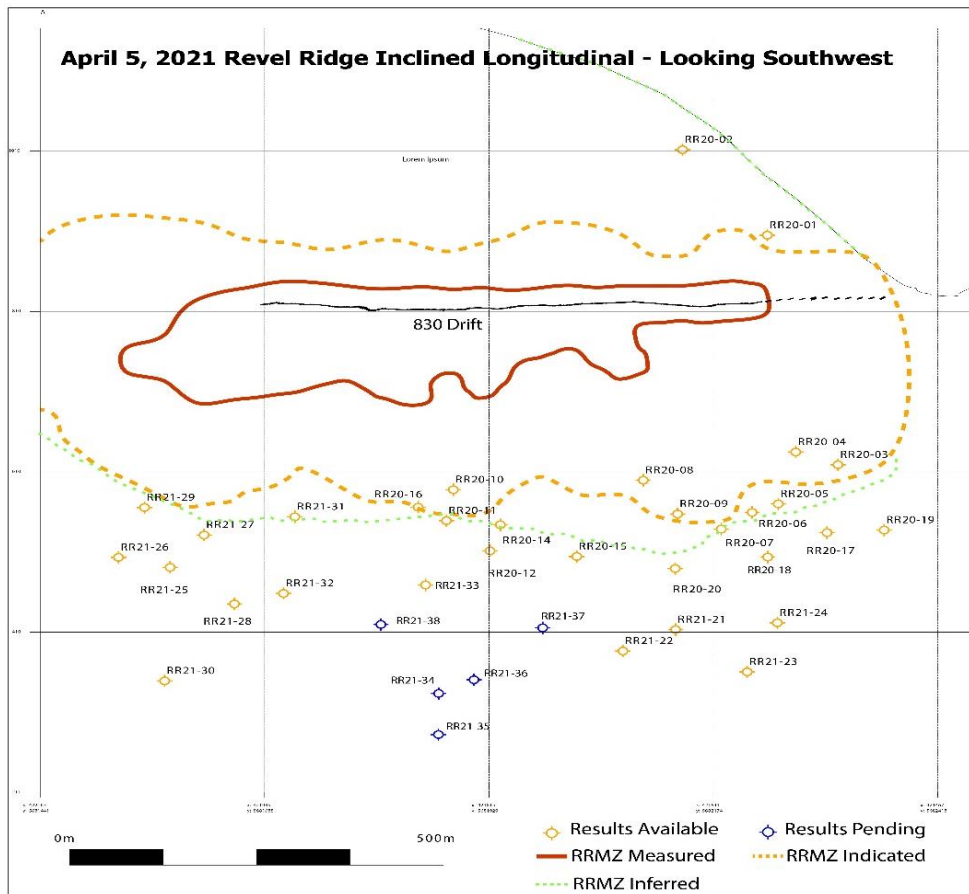 April 5, 2021 Revel Ridge Inclined Longitudinal - Looking Southwest
RR20-02
Lorem Ipsum
RR20-01
830 Drift
RR20-04
RR20-03
RR20-08
RR20-10
RR20-16
RR21-29
RR21-31
RR20-05
RR20-09
RR20-11
RR20-06
RR20-19
RR21-27
RR20-14
RR20-07
RR20-17
RR21-26
RR20-15
RR20-18
RR20-12
RR21-25
RR21-32
RR21-33
RR20-20
RR21-28
RR21-38
RR21-37
RR21-21
RR21-24
RR21-22
RR21-30
RR21-34
RR21-36
RR21-23
RR21-35
0m 500m
Results Available Results Pending
RRMZ Measured RRMZ Indicated
RRMZ Inferred